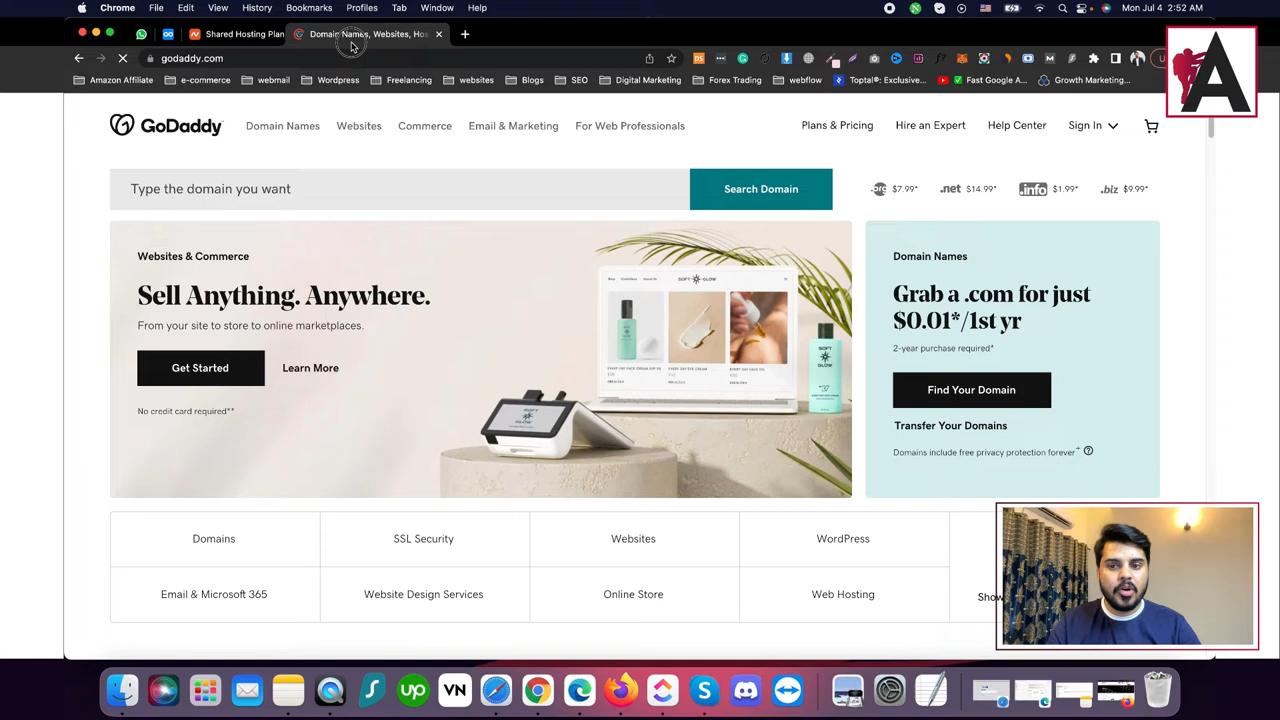 Chrome File Edit View History Bookmarks Profiles Tab Window Help Mon Jul 4 2:52 AM
Shared Hosting Plan Domain Names, Websites, Hos
godaddy.com
Amazon Affiliate e-commerce webmail Wordpress Freelancing websites Blogs SEO Digital Marketing Forex Trading webflow Toptal: Exclusive... Fast Google A... Growth Marketing...
A
GoDaddy Domain Names Websites Commerce Email & Marketing For Web Professionals Plans & Pricing Hire an Expert Help Center Sign In
Type the domain you want Search Domain .org $7.99* .net $14.99* .info $1.99* .biz $9.99*
Websites & Commerce
Sell Anything. Anywhere.
From your site to store to online marketplaces.
Get Started Learn More
No credit card required**
SOFT GLOW
Domain Names
Grab a .com for just
$0.01*/1st yr
2-year purchase required*
Find Your Domain
Transfer Your Domains
Domains include free privacy protection forever+
Domains SSL Security Websites WordPress
Email & Microsoft 365 Website Design Services Online Store Web Hosting Show
Up VN